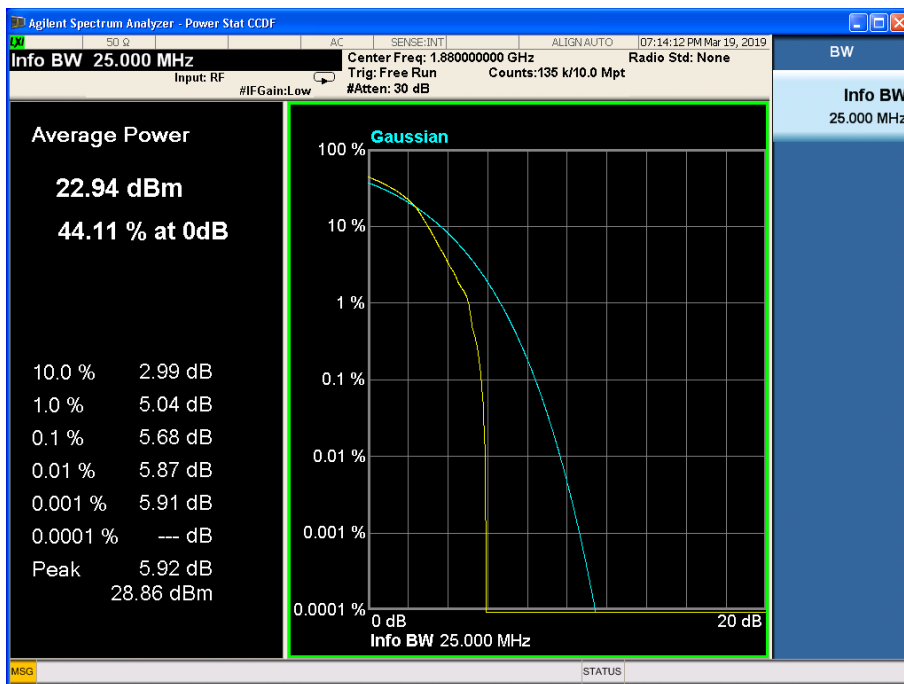 Agilent Spectrum Analyzer - Power Stat CCDF
LXI 50 Ω AC SENSE:INT ALIGN AUTO 07:14:12 PM Mar 19, 2019
Info BW 25.000 MHz
Center Freq: 1.880000000 GHz Radio Std: None
Input: RF Trig: Free Run Counts:135 k/10.0 Mpt
#IFGain:Low #Atten: 30 dB
BW
Info BW
25.000 MHz
Average Power
22.94 dBm
44.11 % at 0dB
10.0 % 2.99 dB
1.0 % 5.04 dB
0.1 % 5.68 dB
0.01 % 5.87 dB
0.001 % 5.91 dB
0.0001 % --- dB
Peak 5.92 dB
28.86 dBm
Gaussian
100 %
10 %
1 %
0.1 %
0.01 %
0.001 %
0.0001 %
0 dB 20 dB
Info BW 25.000 MHz
MSG STATUS